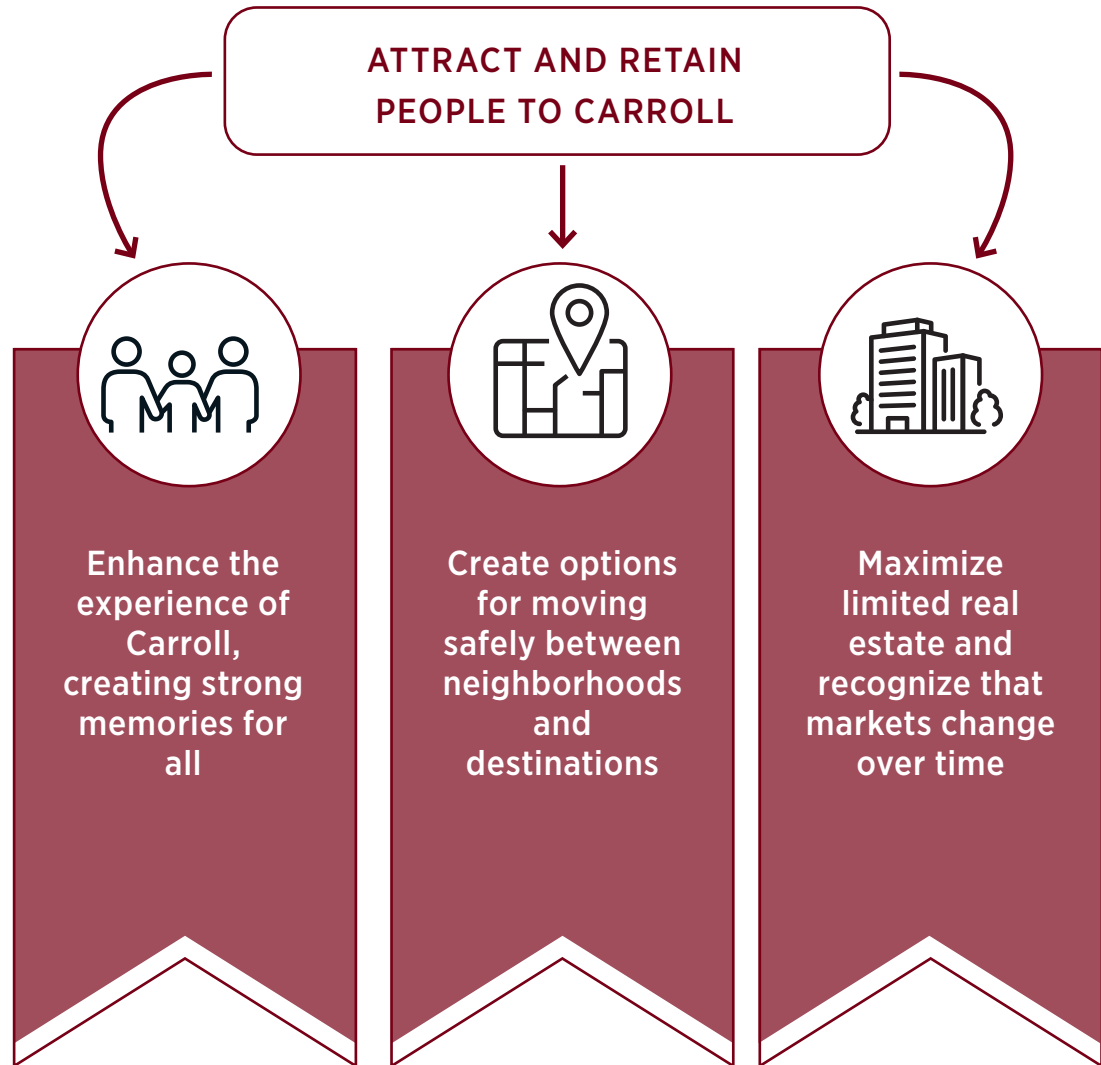 ATTRACT AND RETAIN
PEOPLE TO CARROLL
Enhance the
experience of
Carroll,
creating strong
memories for
all
Create options
for moving
safely between
neighborhoods
and
destinations
Maximize
limited real
estate and
recognize that
markets change
over time